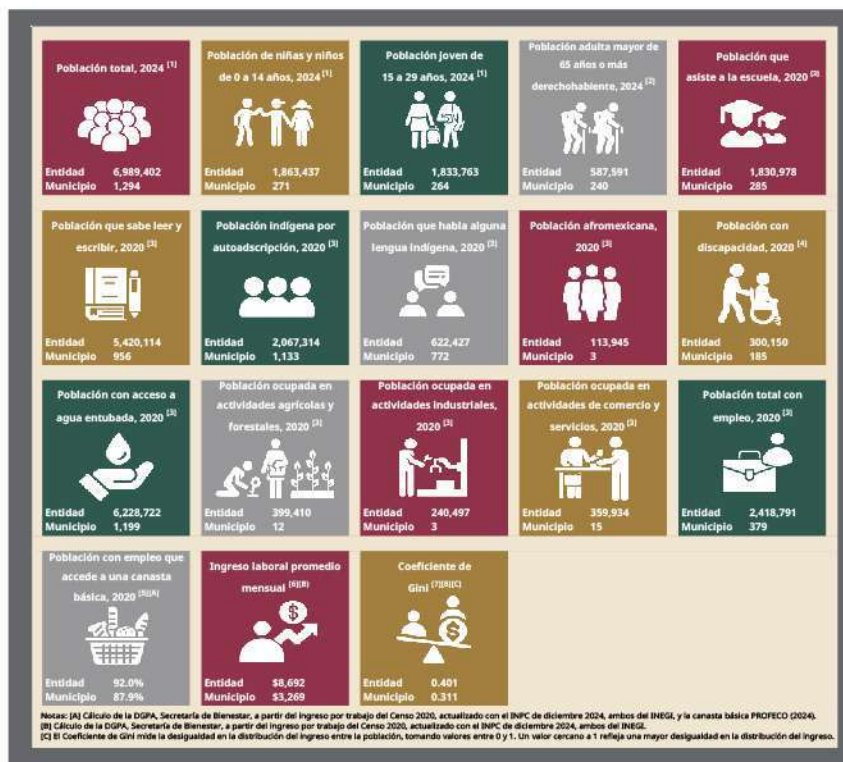 Población total, 2024 [1]
Entidad 6,989,402
Municipio 1,294
Población de niñas y niños
de 0 a 14 años, 2024 [1]
Entidad 1,863,437
Municipio 271
Población joven de
15 a 29 años, 2024 [1]
Entidad 1,833,763
Municipio 264
Población adulta mayor de
65 años o más
derechohabiente, 2024 [2]
Entidad 587,591
Municipio 240
Población que
asiste a la escuela, 2020 [3]
Entidad 1,830,978
Municipio 285
Población que sabe leer y
escribir, 2020 [3]
Entidad 5,420,114
Municipio 956
Población indígena por
autoadscripción, 2020 [3]
Entidad 2,067,314
Municipio 1,133
Población que habla alguna
lengua indígena, 2020 [3]
Entidad 622,427
Municipio 772
Población afromexicana,
2020 [3]
Entidad 113,945
Municipio 3
Población con
discapacidad, 2020 [4]
Entidad 300,150
Municipio 185
Población con acceso a
agua entubada, 2020 [3]
Entidad 6,228,722
Municipio 1,199
Población ocupada en
actividades agrícolas y
forestales, 2020 [3]
Entidad 399,410
Municipio 12
Población ocupada en
actividades industriales,
2020 [3]
Entidad 240,497
Municipio 3
Población ocupada en
actividades de comercio y
servicios, 2020 [3]
Entidad 359,934
Municipio 15
Población total con
empleo, 2020 [3]
Entidad 2,418,791
Municipio 379
Población con empleo que
accede a una canasta
básica, 2020 [5][A]
Entidad 92.0%
Municipio 87.9%
Ingreso laboral promedio
mensual [6][B]
Entidad $8,692
Municipio $3,269
Coeficiente de
Gini [7][B][C]
Entidad 0.401
Municipio 0.311
Notas: [A] Cálculo de la DGPA, Secretaría de Bienestar, a partir del ingreso por trabajo del Censo 2020, actualizado con el INPC de diciembre 2024, ambos del INEGI, y la canasta básica PROFECO (2024).
[B] Cálculo de la DGPA, Secretaría de Bienestar, a partir del ingreso por trabajo del Censo 2020, actualizado con el INPC de diciembre 2024, ambos del INEGI.
[C] El Coeficiente de Gini mide la desigualdad en la distribución del ingreso entre la población, tomando valores entre 0 y 1. Un valor cercano a 1 refleja una mayor desigualdad en la distribución del ingreso.